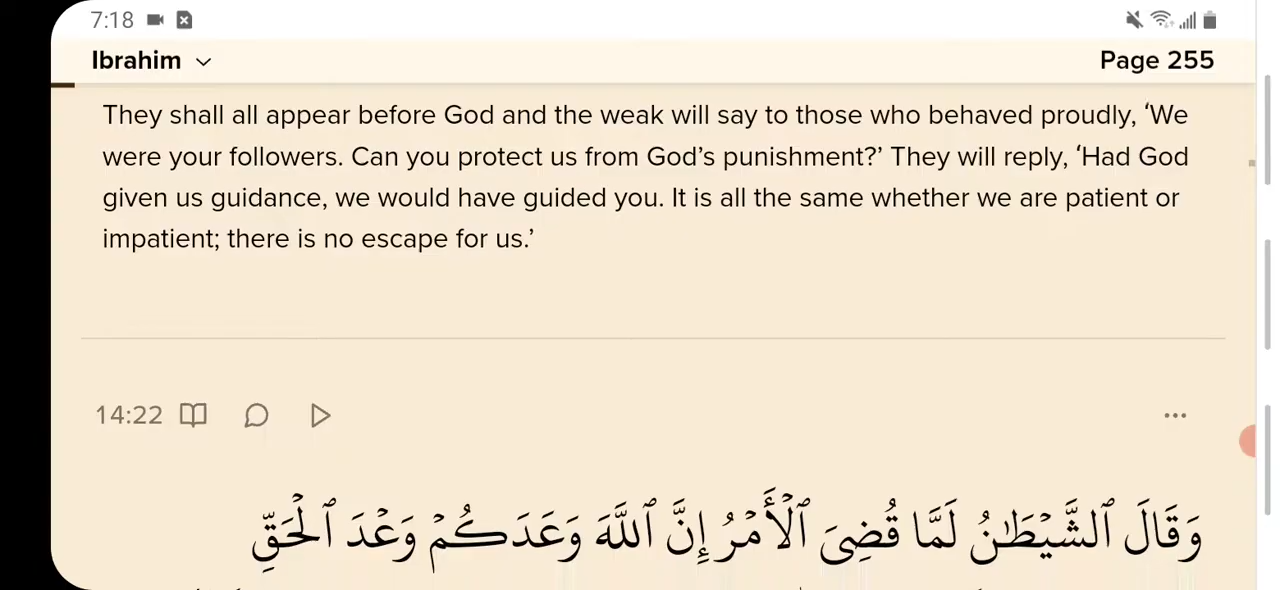 7:18
Ibrahim
Page 255
They shall all appear before God and the weak will say to those who behaved proudly, ‘We
were your followers. Can you protect us from God’s punishment?’ They will reply, ‘Had God
given us guidance, we would have guided you. It is all the same whether we are patient or
impatient; there is no escape for us.’
14:22
وَقَالَ ٱلشَّيْطَـٰنُ لَمَّا قُضِىَ ٱلْأَمْرُ إِنَّ ٱللَّهَ وَعَدَكُمْ وَعْدَ ٱلْحَقِّ